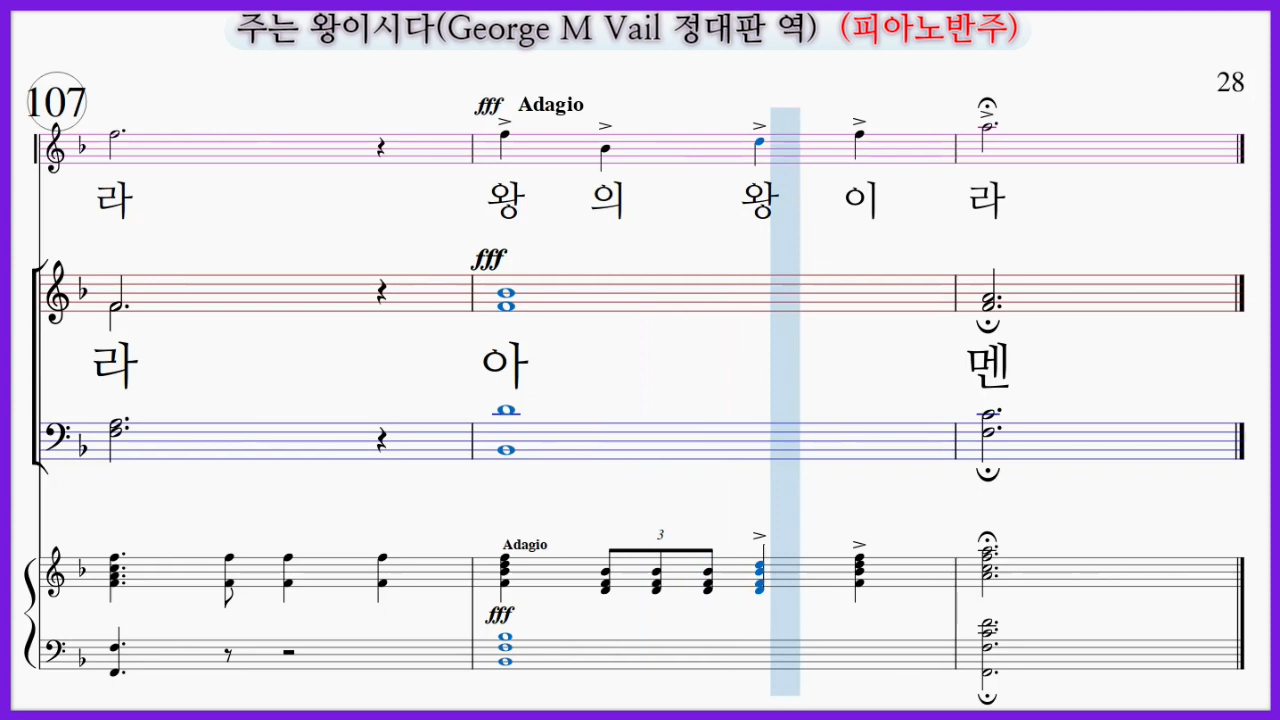 주는 왕이시다(George M Vail 정대판 역) (피아노반주)
28
107
fff Adagio
라 왕 의 왕 이 라
fff
라 아 멘
3
Adagio
fff